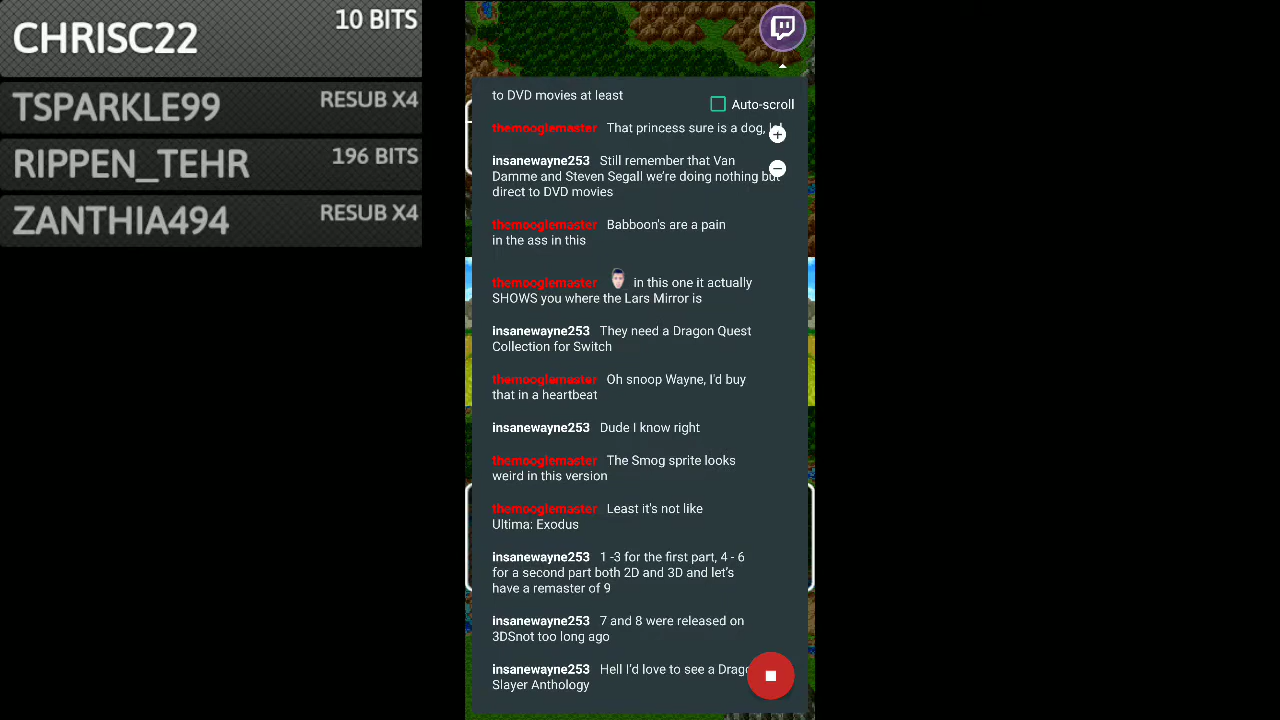 CHRISC22
10 BITS
TSPARKLE99
RESUB X4
RIPPEN_TEHR
196 BITS
ZANTHIA494
RESUB X4
to DVD movies at least
Auto-scroll
themooglemaster That princess sure is a dog,
insanewayne253 Still remember that Van
Damme and Steven Segall we're doing nothing but
direct to DVD movies
themooglemaster Babboon's are a pain
in the ass in this
themooglemaster in this one it actually
SHOWS you where the Lars Mirror is
insanewayne253 They need a Dragon Quest
Collection for Switch
themooglemaster Oh snoop Wayne, I'd buy
that in a heartbeat
insanewayne253 Dude I know right
themooglemaster The Smog sprite looks
weird in this version
themooglemaster Least it's not like
Ultima: Exodus
insanewayne253 1 -3 for the first part, 4 - 6
for a second part both 2D and 3D and let's
have a remaster of 9
insanewayne253 7 and 8 were released on
3DSnot too long ago
insanewayne253 Hell I'd love to see a
Slayer Anthology